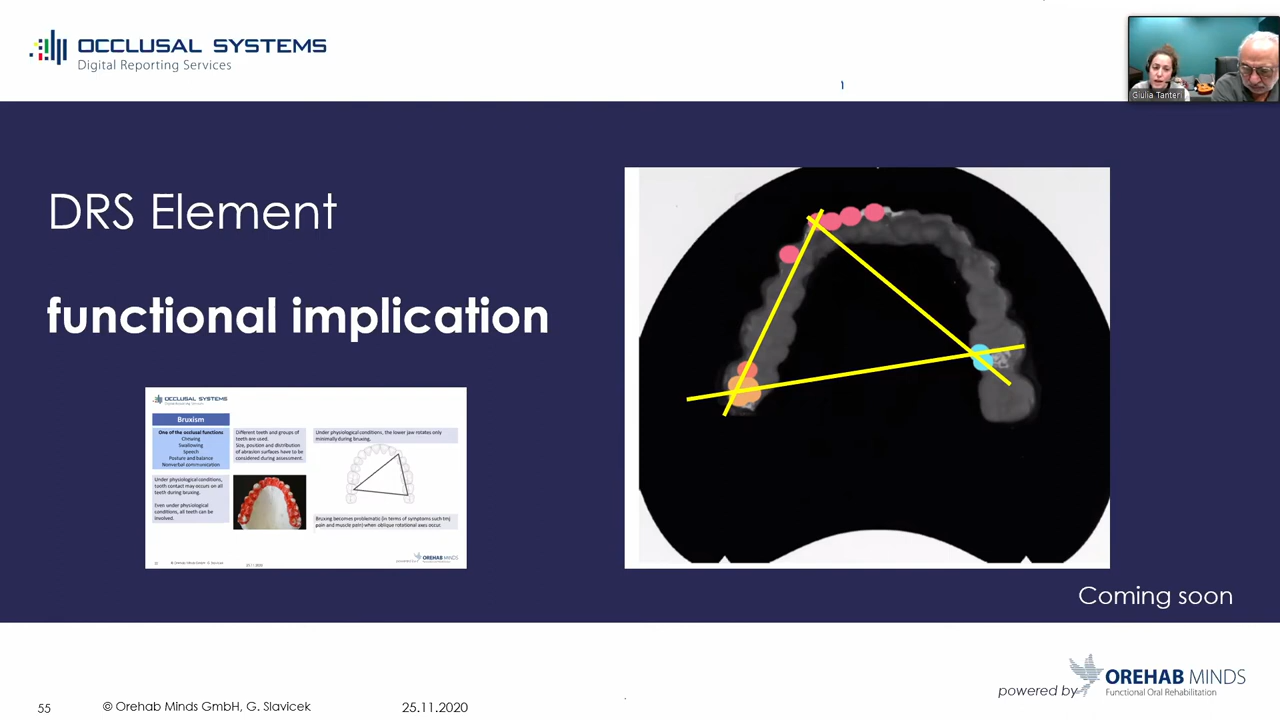 OCCLUSAL SYSTEMS
Digital Reporting Services
Giulia Tanteri
DRS Element
functional implication
OCCLUSAL SYSTEMS
Digital Reporting Services
Bruxism
One of the occlusal functions
Chewing
Swallowing
Speech
Posture and balance
Nonverbal communication
Different teeth and groups of
teeth are used.
Size, position and distribution
of abrasion surfaces have to be
considered during assessment.
Under physiological conditions, the lower jaw rotates only
minimally during bruxing.
Under physiological conditions,
tooth contact may occurs on all
teeth during bruxing.
Even under physiological
conditions, all teeth can be
involved.
Bruxing becomes problematic (in terms of symptoms such tmj
pain and muscle pain) when oblique rotational axes occur.
OREHAB MINDS
Coming soon
powered by
OREHAB MINDS
Functional Oral Rehabilitation
55
© Orehab Minds GmbH, G. Slavicek
25.11.2020